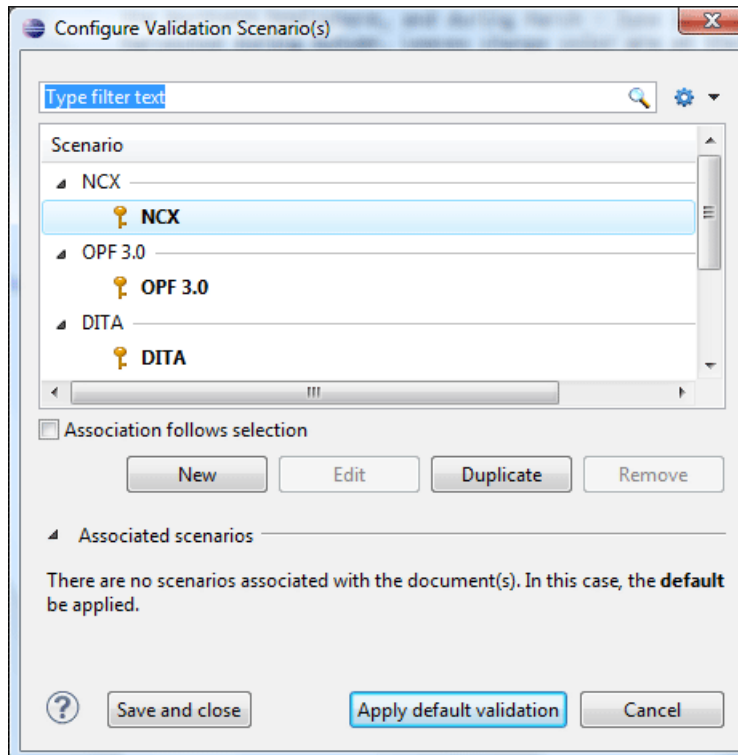 Configure Validation Scenario(s)
Type filter text
Scenario
NCX
NCX
OPF 3.0
OPF 3.0
DITA
DITA
Association follows selection
New Edit Duplicate Remove
Associated scenarios
There are no scenarios associated with the document(s). In this case, the default
be applied.
Save and close Apply default validation Cancel